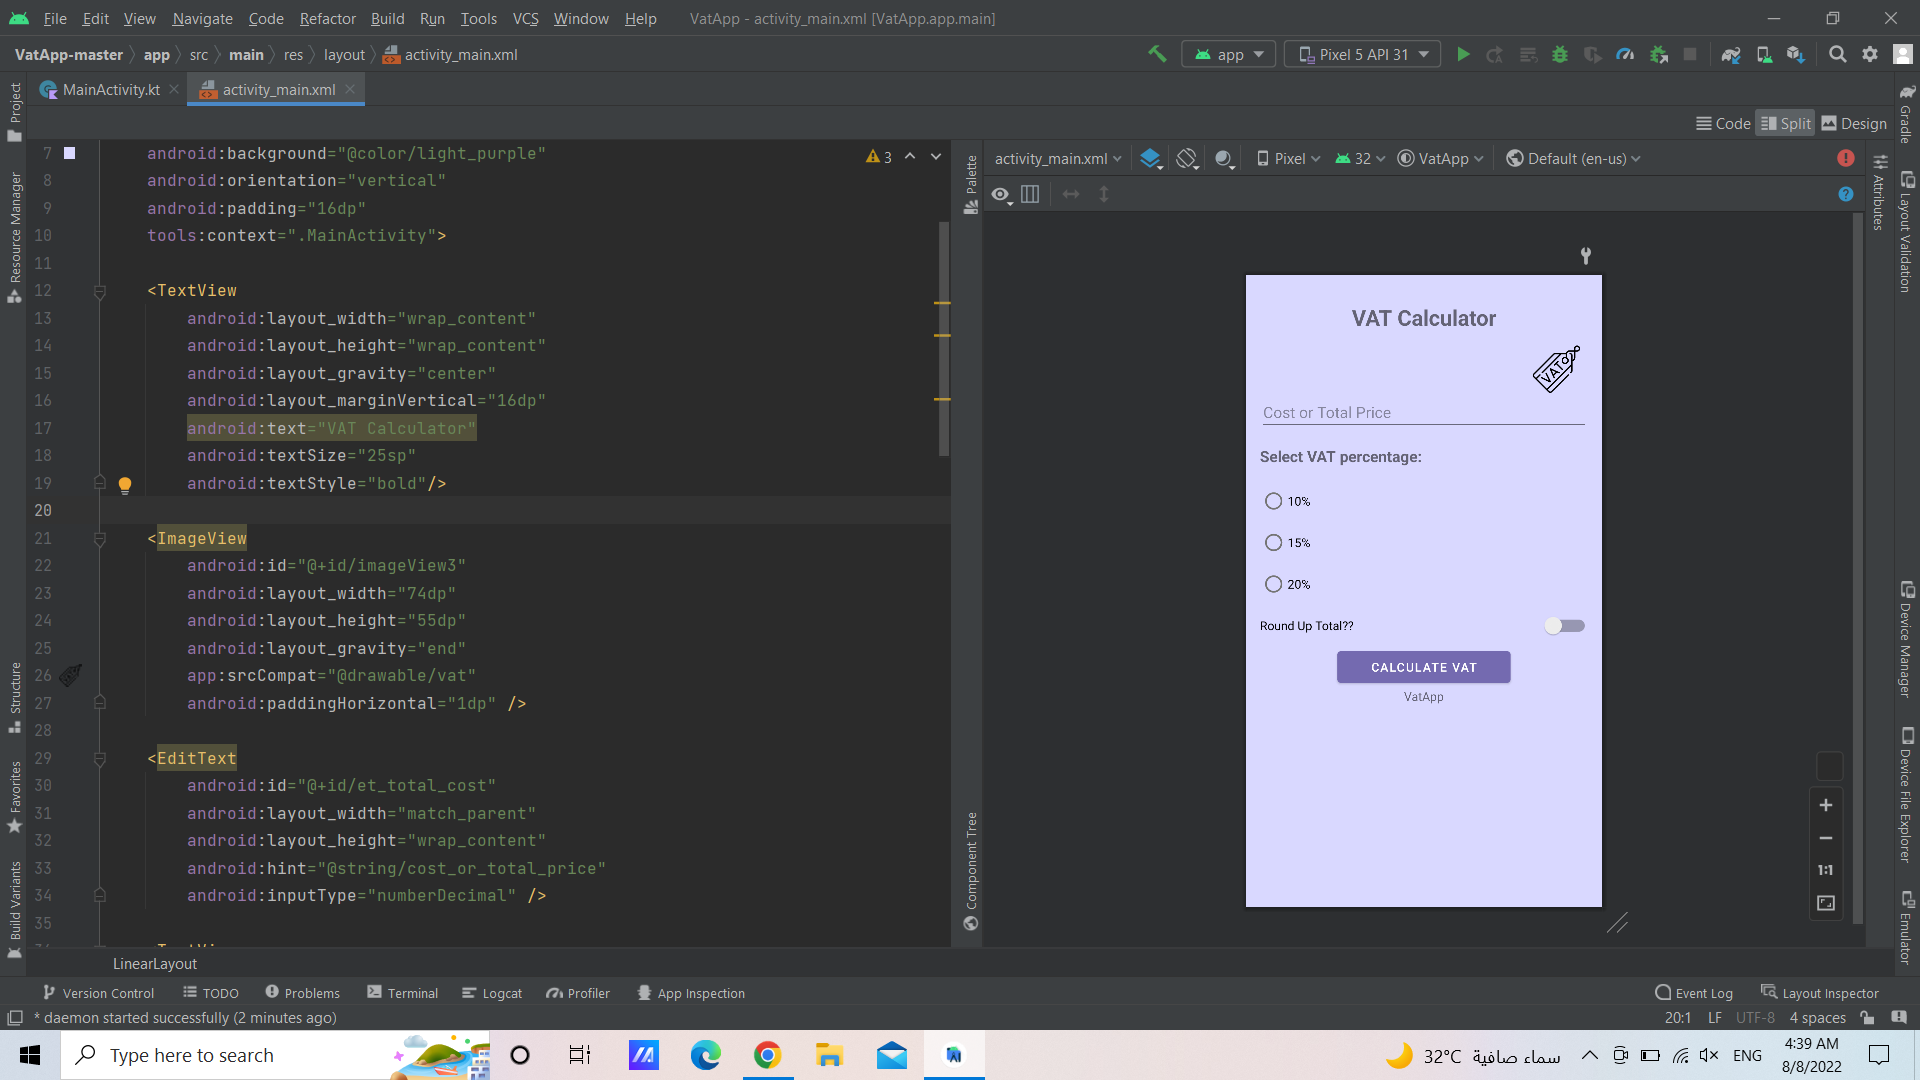 File Edit View Navigate Code Refactor Build Run Tools VCS Window Help VatApp - activity_main.xml [VatApp.app.main]
VatApp-master app src main res layout activity_main.xml app Pixel 5 API 31
MainActivity.kt activity_main.xml
Code Split Design
Project
Resource Manager
Structure
Favorites
Build Variants
7 android:background="@color/light_purple" 3
8 android:orientation="vertical"
9 android:padding="16dp"
10 tools:context=".MainActivity">
11
12 <TextView
13 android:layout_width="wrap_content"
14 android:layout_height="wrap_content"
15 android:layout_gravity="center"
16 android:layout_marginVertical="16dp"
17 android:text="VAT Calculator"
18 android:textSize="25sp"
19 android:textStyle="bold"/>
20
21 <ImageView
22 android:id="@+id/imageView3"
23 android:layout_width="74dp"
24 android:layout_height="55dp"
25 android:layout_gravity="end"
26 app:srcCompat="@drawable/vat"
27 android:paddingHorizontal="1dp" />
28
29 <EditText
30 android:id="@+id/et_total_cost"
31 android:layout_width="match_parent"
32 android:layout_height="wrap_content"
33 android:hint="@string/cost_or_total_price"
34 android:inputType="numberDecimal" />
35
Palette
Component Tree
activity_main.xml Pixel 32 VatApp Default (en-us)
VAT Calculator
VAT
Cost or Total Price
Select VAT percentage:
10%
15%
20%
Round Up Total??
CALCULATE VAT
VatApp
1:1
Attributes
Gradle
Layout Validation
Device Manager
Device File Explorer
Emulator
LinearLayout
Version Control TODO Problems Terminal Logcat Profiler App Inspection Event Log Layout Inspector
* daemon started successfully (2 minutes ago) 20:1 LF UTF-8 4 spaces
Type here to search 32°C سماء صافية ENG 4:39 AM
8/8/2022